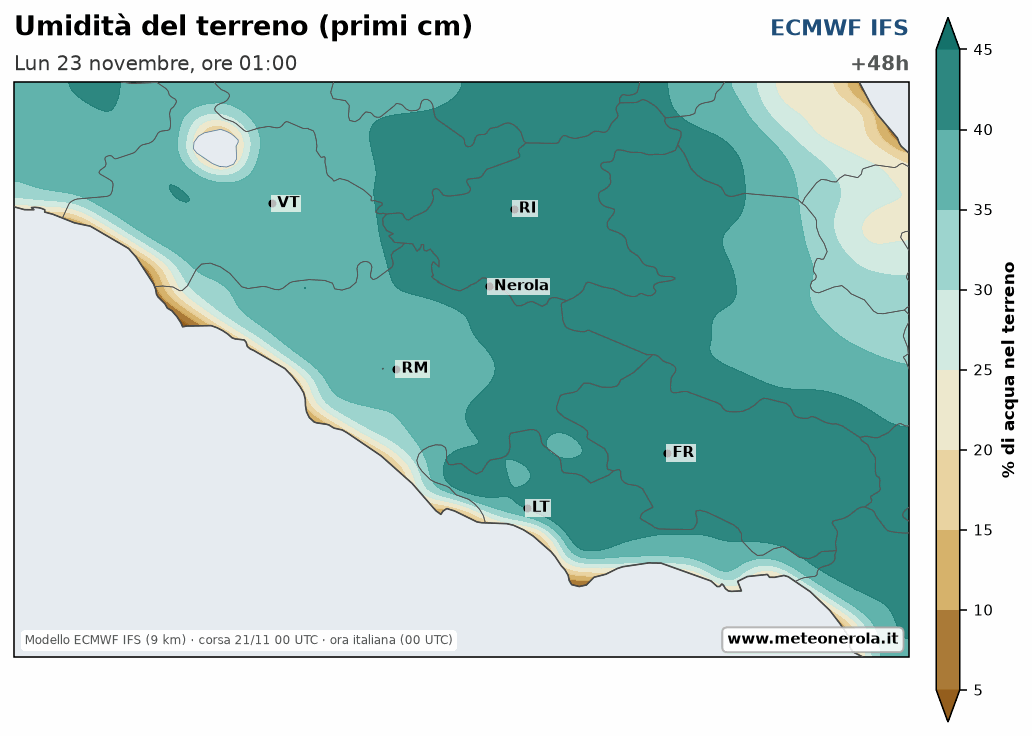 Umidità del terreno (primi cm)
ECMWF IFS
Lun 23 novembre, ore 01:00
+48h
45
40
35
30
25
20
15
10
5
% di acqua nel terreno
VT
RI
Nerola
RM
FR
LT
Modello ECMWF IFS (9 km) · corsa 21/11 00 UTC · ora italiana (00 UTC)
www.meteonerola.it